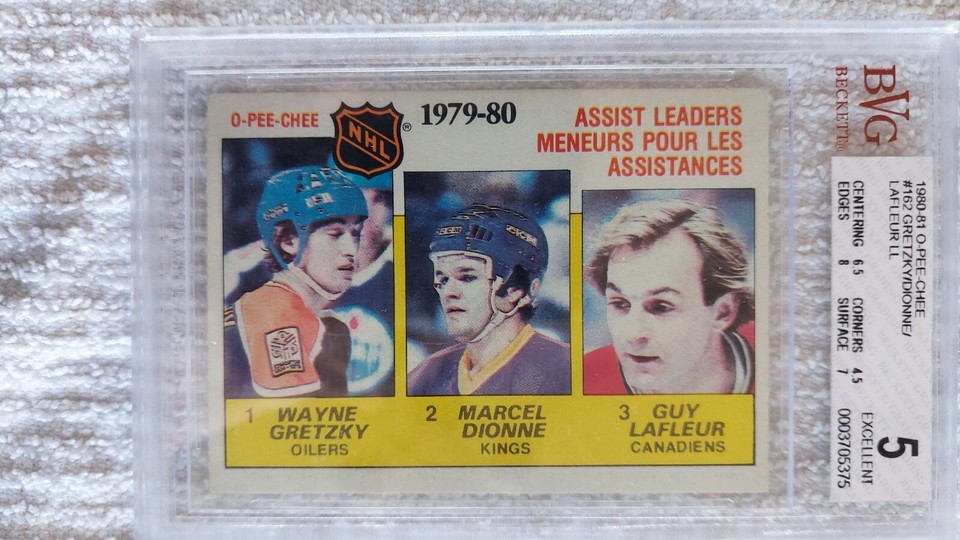 O-PEE-CHEE
NHL
®
1979-80
ASSIST LEADERS
MENEURS POUR LES
ASSISTANCES
USA
CCM
1 WAYNE
GRETZKY
OILERS
2 MARCEL
DIONNE
KINGS
3 GUY
LAFLEUR
CANADIENS
BVG
BECKETT
1980-81 O-PEE-CHEE
#162 GRETZKY/DIONNE/
LAFLEUR LL
CENTERING 6.5 CORNERS 4.5
EDGES 8 SURFACE 7
5
EXCELLENT
0003705375